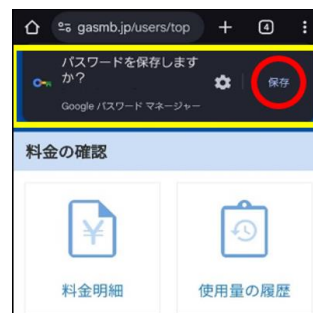 gasmb.jp/users/top
4
パスワードを保存します
か?
保存
Google パスワード マネージャー
料金の確認
料金明細
使用量の履歴